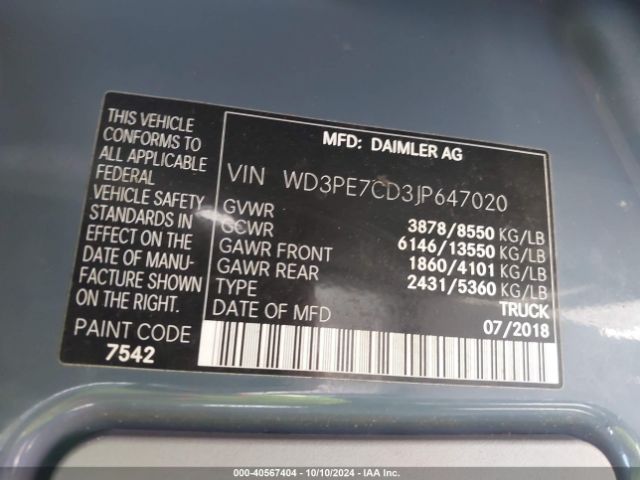 THIS VEHICLE
CONFORMS TO
ALL APPLICABLE
FEDERAL
VEHICLE SAFETY
STANDARDS IN
EFFECT ON THE
DATE OF MANU-
FACTURE SHOWN
ON THE RIGHT.
PAINT CODE
7542
MFD: DAIMLER AG
VIN WD3PE7CD3JP647020
GVWR 3878/8550 KG/LB
GCWR 6146/13550 KG/LB
GAWR FRONT 1860/4101 KG/LB
GAWR REAR 2431/5360 KG/LB
TYPE TRUCK
DATE OF MFD 07/2018
000-40567404 | 10/10/2024 | IAAI.COM